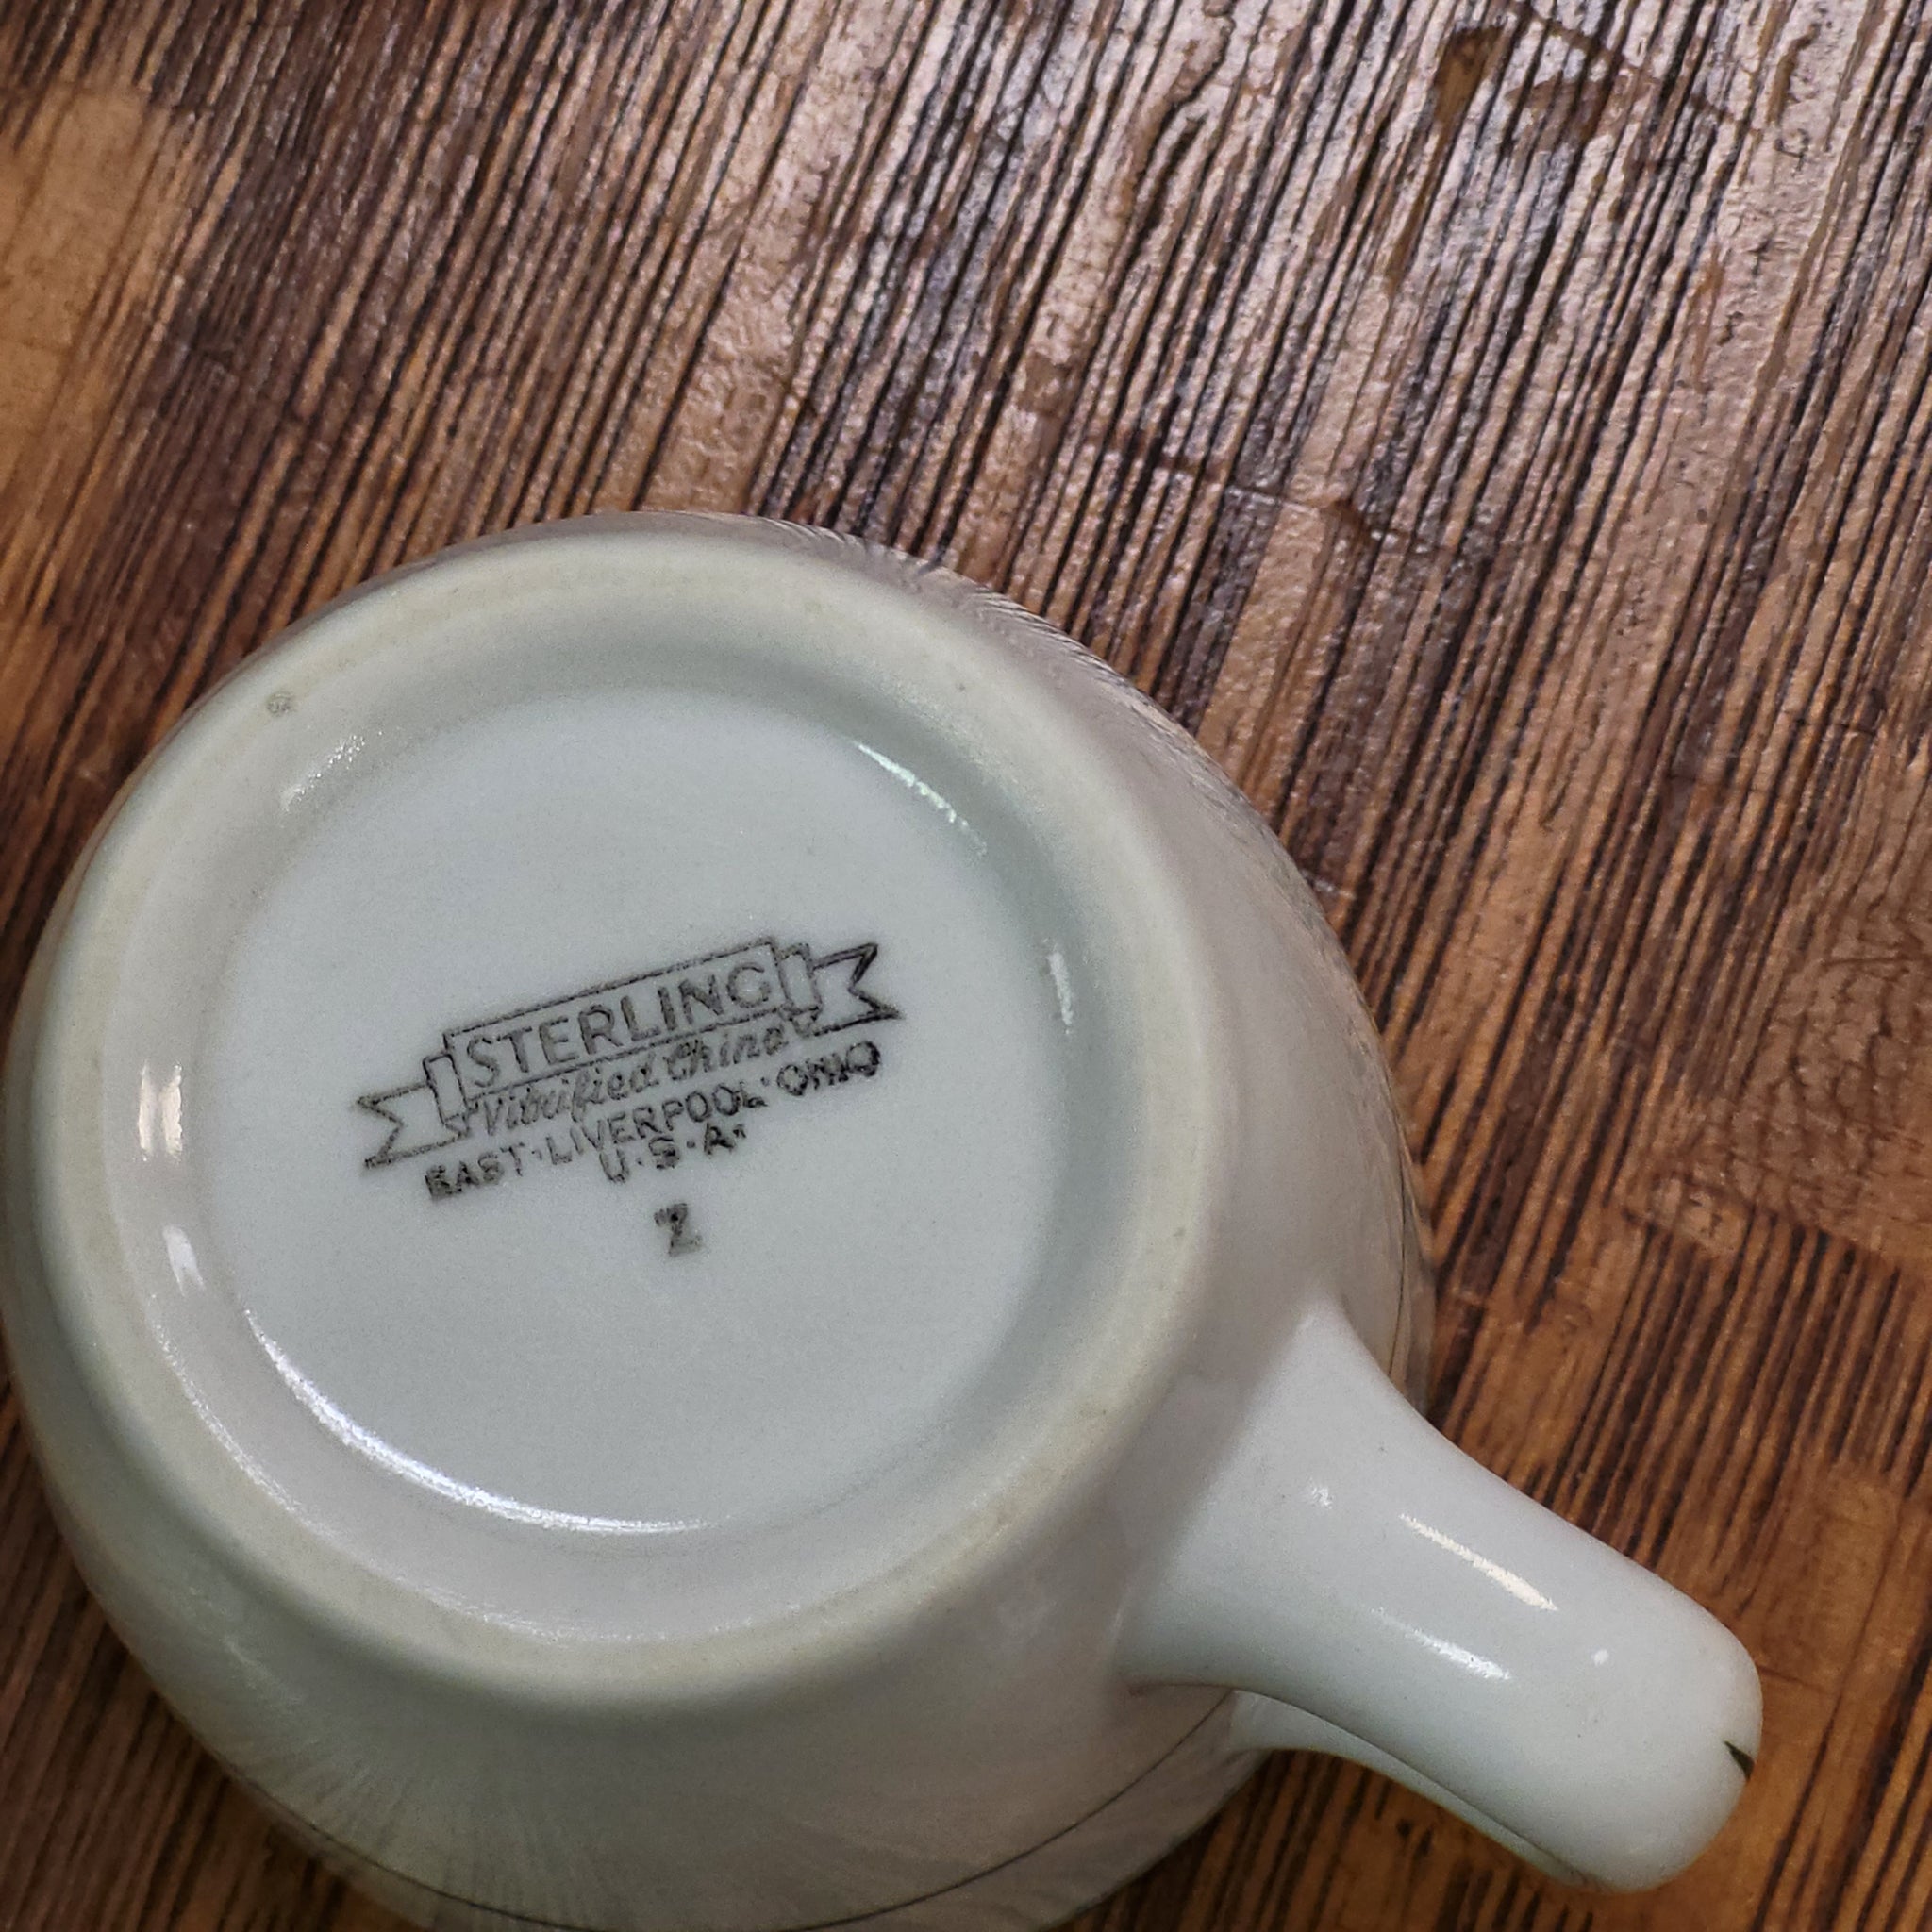 STERLING
Vitrified China
EAST·LIVERPOOL·OHIO
U·S·A·
Z